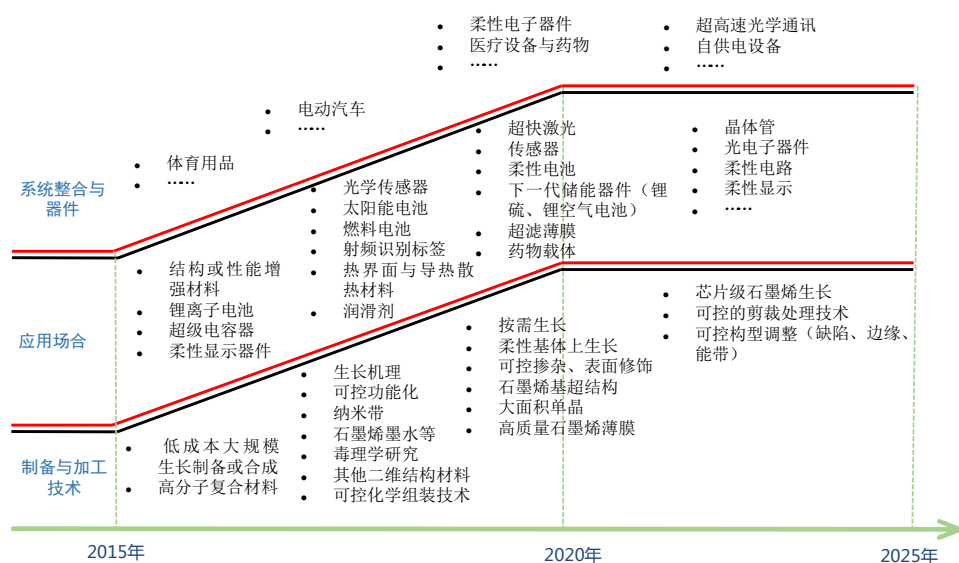 • 柔性电子器件
• 医疗设备与药物
• ……
• 超高速光学通讯
• 自供电设备
• ……
• 电动汽车
• ……
• 体育用品
• ……
系统整合与
器件
• 光学传感器
• 太阳能电池
• 燃料电池
• 射频识别标签
• 热界面与导热散
热材料
• 润滑剂
• 超快激光
• 传感器
• 柔性电池
• 下一代储能器件（锂
硫、锂空气电池）
• 超滤薄膜
• 药物载体
• 晶体管
• 光电子器件
• 柔性电路
• 柔性显示
• ……
应用场合
• 结构或性能增
强材料
• 锂离子电池
• 超级电容器
• 柔性显示器件
• 生长机理
• 可控功能化
• 纳米带
• 石墨烯墨水等
• 毒理学研究
• 其他二维结构材料
• 可控化学组装技术
• 按需生长
• 柔性基体上生长
• 可控掺杂、表面修饰
• 石墨烯基超结构
• 大面积单晶
• 高质量石墨烯薄膜
• 芯片级石墨烯生长
• 可控的剪裁处理技术
• 可控构型调整（缺陷、边缘、
能带）
制备与加工
技术
• 低成本大规模
生长制备或合成
• 高分子复合材料
2015年
2020年
2025年